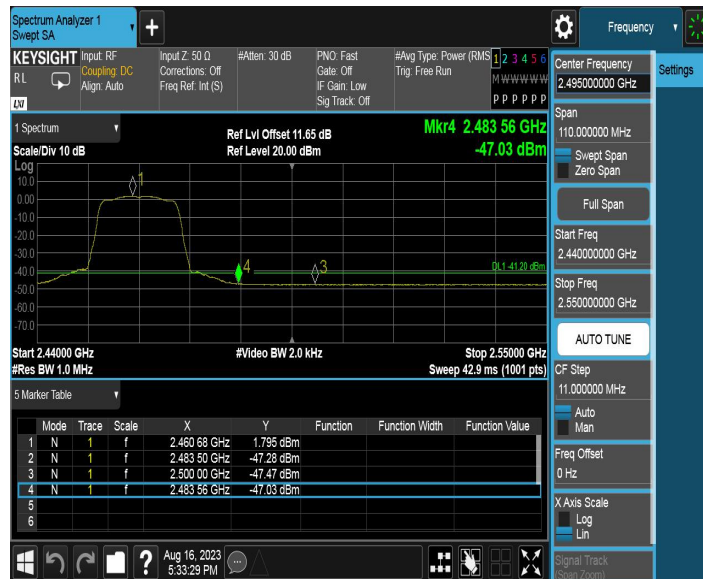 Spectrum Analyzer 1
Swept SA
+
Frequency
KEYSIGHT
RL
LXI
Input: RF
Coupling: DC
Align: Auto
Input Z: 50 Ω
Corrections: Off
Freq Ref: Int (S)
#Atten: 30 dB
PNO: Fast
Gate: Off
IF Gain: Low
Sig Track: Off
#Avg Type: Power (RMS
Trig: Free Run
1 2 3 4 5 6
M W W W W W
P P P P P P
Center Frequency
2.495000000 GHz
Settings
Span
110.000000 MHz
Swept Span
Zero Span
Full Span
Start Freq
2.440000000 GHz
Stop Freq
2.550000000 GHz
AUTO TUNE
CF Step
11.000000 MHz
Auto
Man
Freq Offset
0 Hz
X Axis Scale
Log
Lin
Signal Track
(Span Zoom)
1 Spectrum
Scale/Div 10 dB
Ref Lvl Offset 11.65 dB
Ref Level 20.00 dBm
Mkr4 2.483 56 GHz
-47.03 dBm
Log
10.0
0.00
-10.0
-20.0
-30.0
-40.0
-50.0
-60.0
-70.0
1
4
3
DL1 -41.20 dBm
Start 2.44000 GHz
#Video BW 2.0 kHz
Stop 2.55000 GHz
#Res BW 1.0 MHz
Sweep 42.9 ms (1001 pts)
5 Marker Table
Mode Trace Scale X Y Function Function Width Function Value
1 N 1 f 2.460 68 GHz 1.795 dBm
2 N 1 f 2.483 50 GHz -47.28 dBm
3 N 1 f 2.500 00 GHz -47.47 dBm
4 N 1 f 2.483 56 GHz -47.03 dBm
5
6
?
Aug 16, 2023
5:33:29 PM